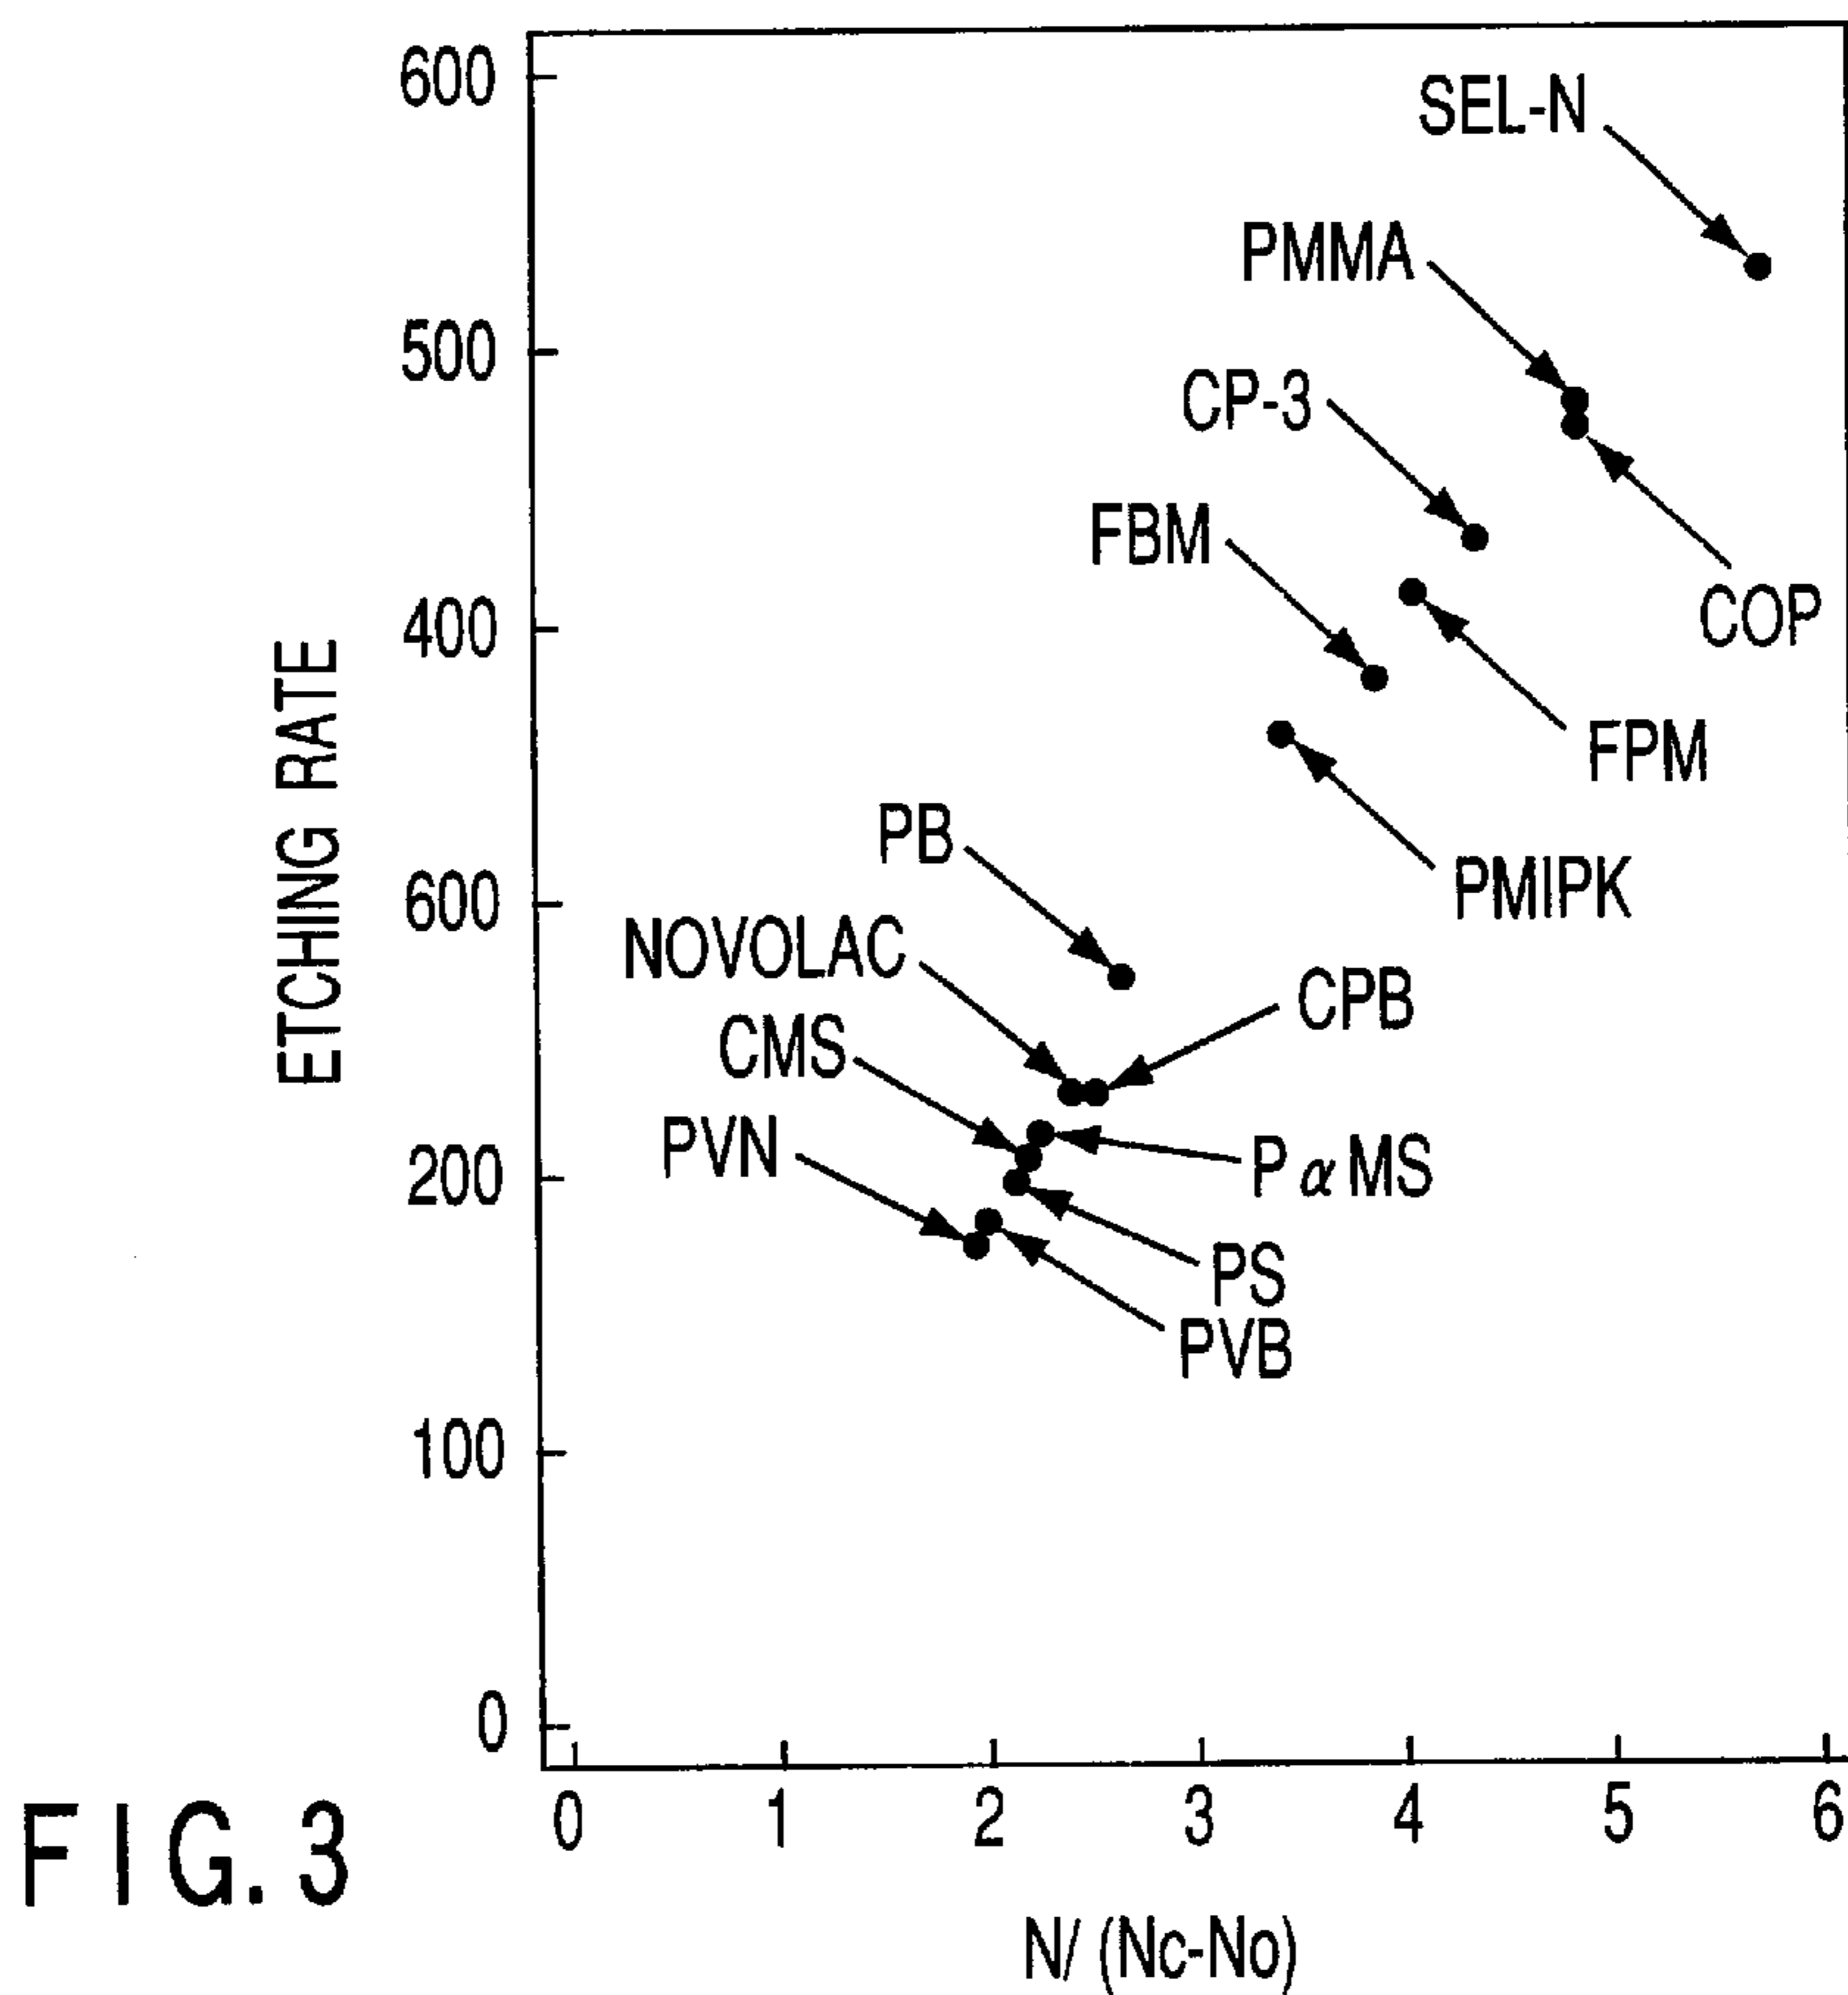 600
SEL-N
PMMA
500
CP-3
FBM
400
COP
ETCHING RATE
FPM
PB
PMIPK
600
NOVOLAC
CPB
CMS
PVN
200
PαMS
PS
PVB
100
0
0 1 2 3 4 5 6
FIG. 3
N/ (Nc-No)